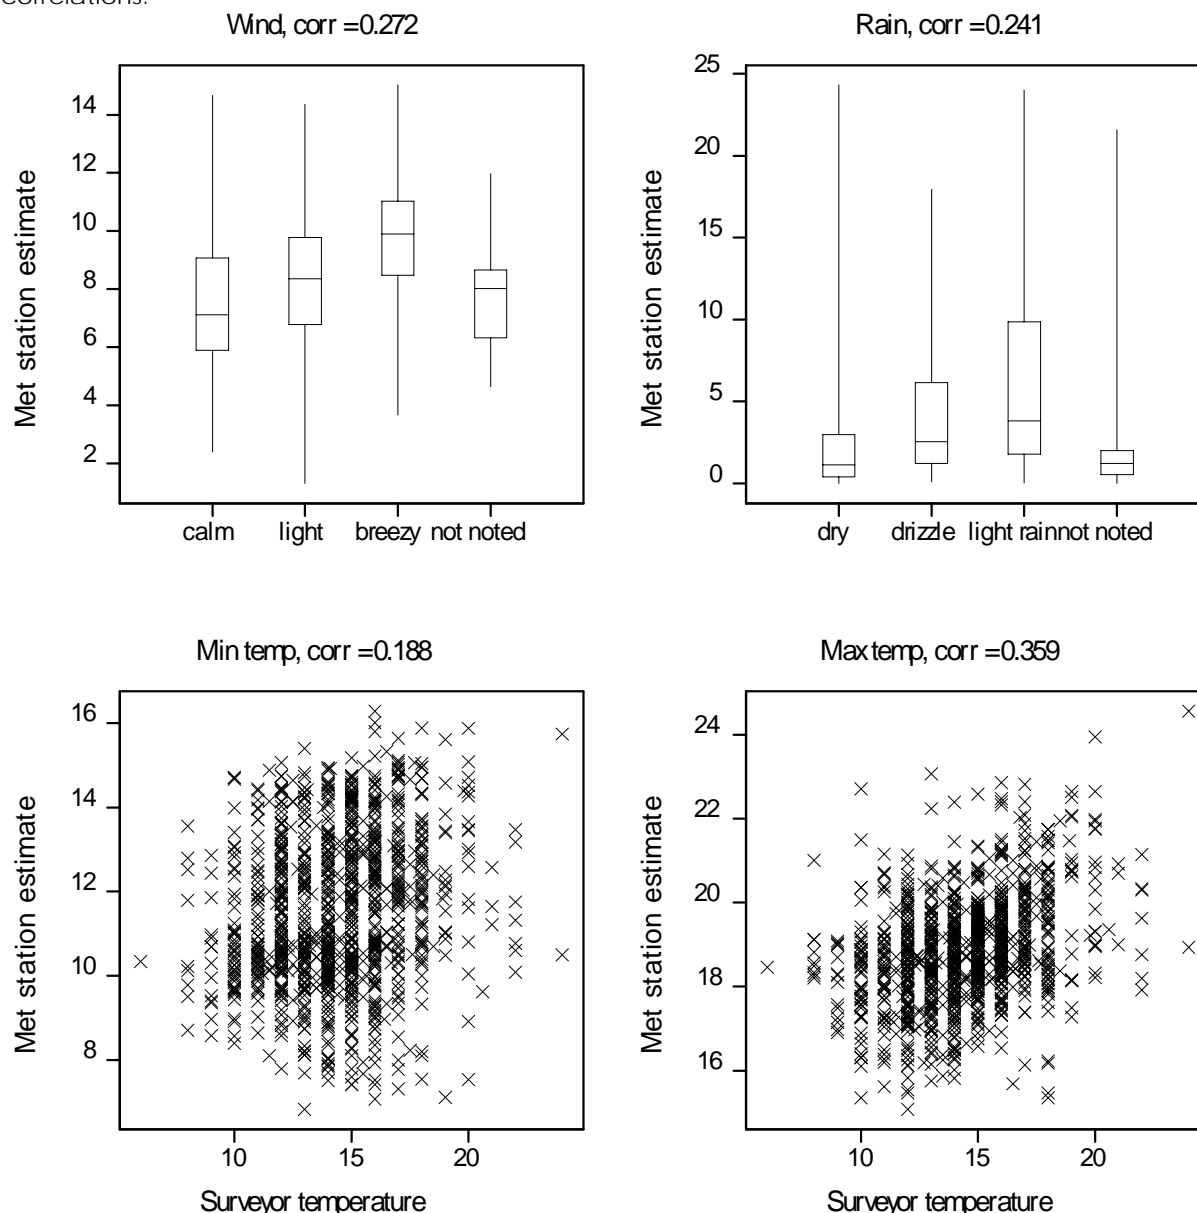 correlations.
Wind, corr =0.272
Met station estimate
14
12
10
8
6
4
2
calm light breezy not noted
Rain, corr =0.241
Met station estimate
25
20
15
10
5
0
dry drizzle light rain not noted
Min temp, corr =0.188
Met station estimate
16
14
12
10
8
10 15 20
Surveyor temperature
Max temp, corr =0.359
Met station estimate
24
22
20
18
16
10 15 20
Surveyor temperature